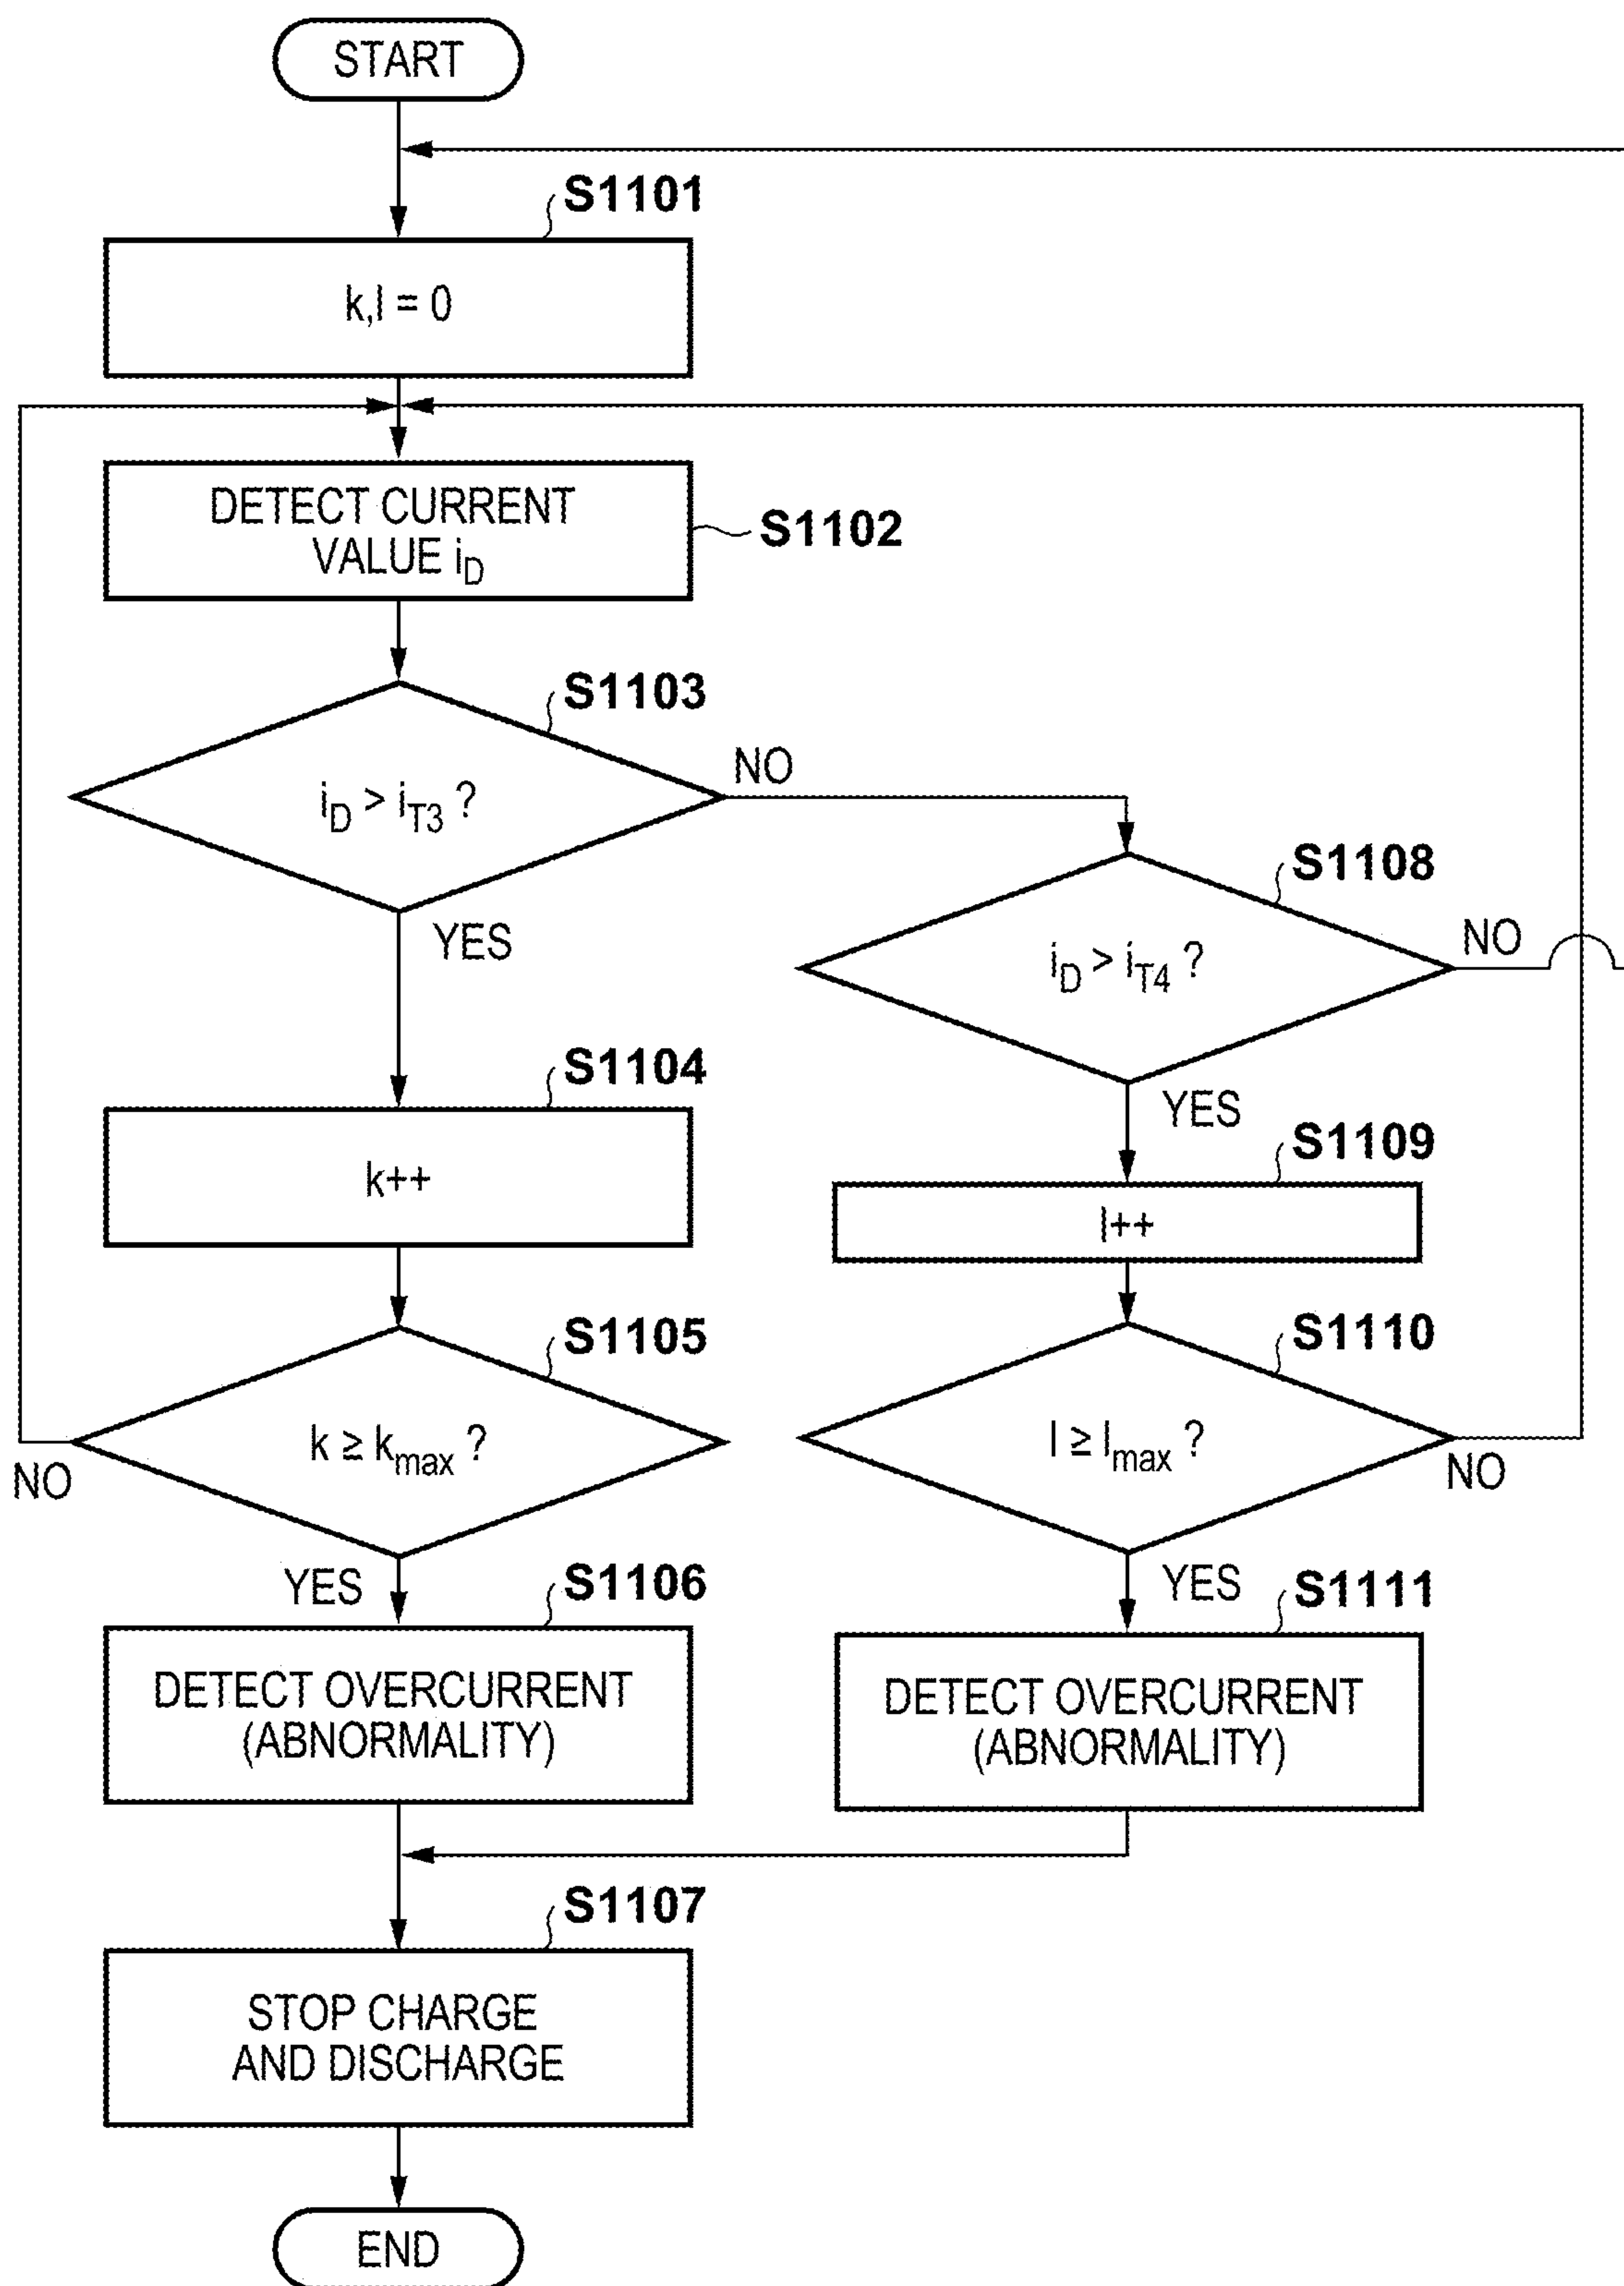 START
S1101
k,l = 0
DETECT CURRENT
VALUE iD
S1102
S1103
iD > iT3 ?
NO
YES
S1108
iD > iT4 ?
NO
YES
S1104
k++
S1109
l++
S1105
k ≥ kmax ?
NO
YES
S1110
l ≥ lmax ?
NO
YES
S1106
DETECT OVERCURRENT
(ABNORMALITY)
S1111
DETECT OVERCURRENT
(ABNORMALITY)
S1107
STOP CHARGE
AND DISCHARGE
END